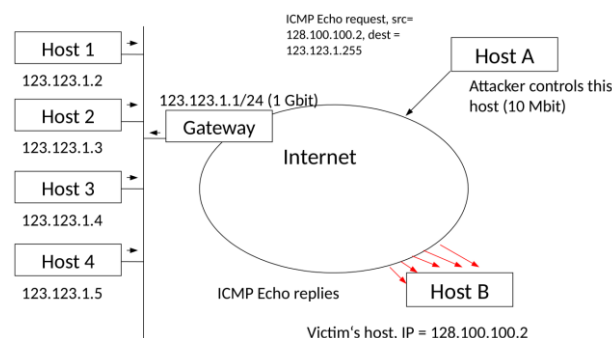 ICMP Echo request, src=
128.100.100.2, dest =
123.123.1.255
Host 1
123.123.1.2
Host A
Attacker controls this
host (10 Mbit)
123.123.1.1/24 (1 Gbit)
Host 2
123.123.1.3
Gateway
Internet
Host 3
123.123.1.4
Host 4
123.123.1.5
ICMP Echo replies
Host B
Victim‘s host, IP = 128.100.100.2